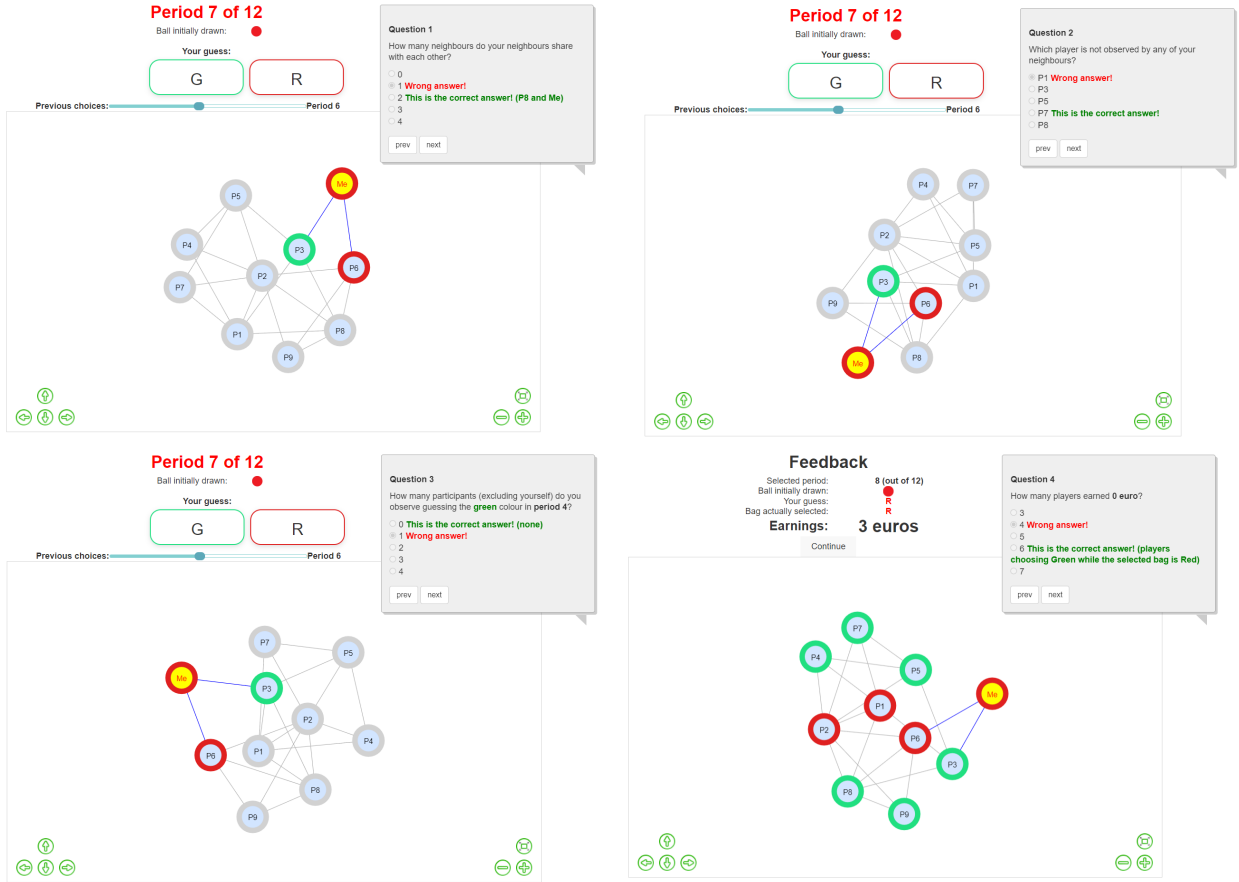 Period 7 of 12
Ball initially drawn:
Your guess:
G
R
Previous choices:
Period 6
Question 1
How many neighbours do your neighbours share
with each other?
0
1 Wrong answer!
2 This is the correct answer! (P8 and Me)
3
4
prev
next
P5
Me
P4
P3
P2
P6
P7
P1
P8
P9
Period 7 of 12
Ball initially drawn:
Your guess:
G
R
Previous choices:
Period 6
Question 2
Which player is not observed by any of your
neighbours?
P1 Wrong answer!
P3
P5
P7 This is the correct answer!
P8
prev
next
P4
P7
P2
P5
P3
P1
P9
P6
Me
P8
Period 7 of 12
Ball initially drawn:
Your guess:
G
R
Previous choices:
Period 6
Question 3
How many participants (excluding yourself) do you
observe guessing the green colour in period 4?
0 This is the correct answer! (none)
1 Wrong answer!
2
3
4
prev
next
P7
P5
Me
P3
P2
P4
P6
P1
P8
P9
Feedback
Selected period: 8 (out of 12)
Ball initially drawn:
Your guess: R
Bag actually selected: R
Earnings: 3 euros
Continue
Question 4
How many players earned 0 euro?
3
4 Wrong answer!
5
6 This is the correct answer! (players
choosing Green while the selected bag is Red)
7
prev
next
P7
P4
P5
Me
P1
P2
P6
P3
P8
P9